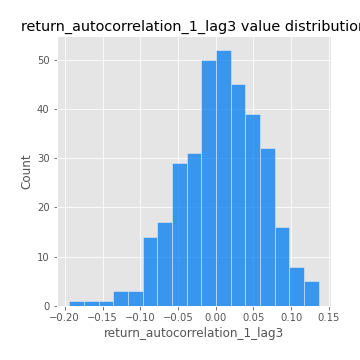 return_autocorrelation_1_lag3 value distribution
50
40
30
20
10
0
Count
−0.20 −0.15 −0.10 −0.05 0.00 0.05 0.10 0.15
return_autocorrelation_1_lag3